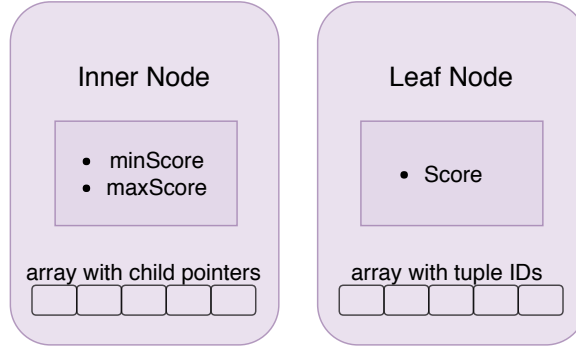 Inner Node
• minScore
• maxScore
array with child pointers
Leaf Node
• Score
array with tuple IDs